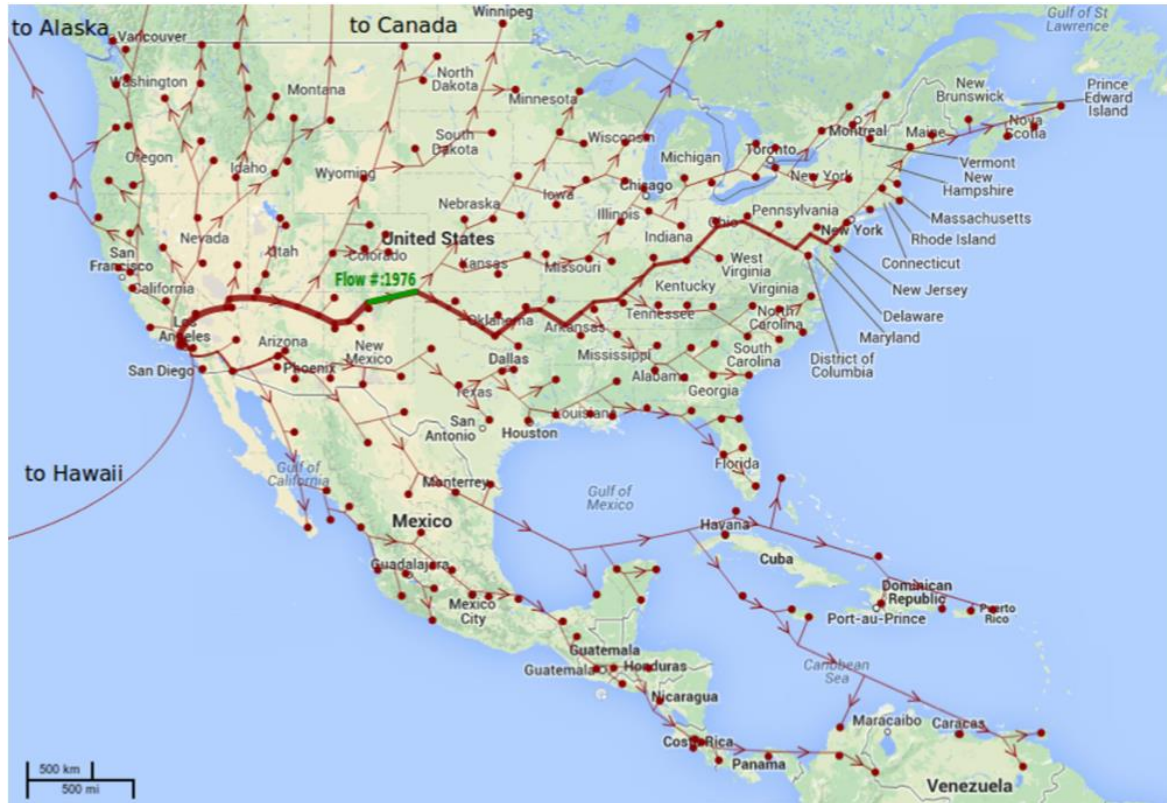 to Alaska
to Canada
Winnipeg
Gulf of St
Lawrence
Vancouver
Washington
Montana
North
Dakota
Minnesota
New
Brunswick
Prince
Edward
Island
Nova
Scotia
Montreal
Maine
Oregon
Idaho
South
Dakota
Wisconsin
Michigan
Toronto
Vermont
New
Hampshire
Wyoming
New York
Iowa
Chicago
Nebraska
Massachusetts
Illinois
Indiana
Ohio
Pennsylvania
New York
Rhode Island
Nevada
Utah
United States
Colorado
Kansas
Missouri
West
Virginia
Connecticut
San
Francisco
California
Flow #:1976
Kentucky
Virginia
New Jersey
Delaware
Maryland
Los
Angeles
Arizona
New
Mexico
Oklahoma
Arkansas
Tennessee
North
Carolina
District of
Columbia
San Diego
Phoenix
Dallas
Mississippi
Alabama
South
Carolina
Georgia
Texas
San
Antonio
Houston
Louisiana
to Hawaii
Gulf of
California
Monterrey
Gulf of
Mexico
Florida
Mexico
Havana
Cuba
Guadalajara
Mexico
City
Dominican
Republic
Port-au-Prince
Puerto
Rico
Guatemala
Guatemala
Honduras
Caribbean
Sea
Nicaragua
Maracaibo
Caracas
Costa Rica
Panama
Venezuela
500 km
500 mi